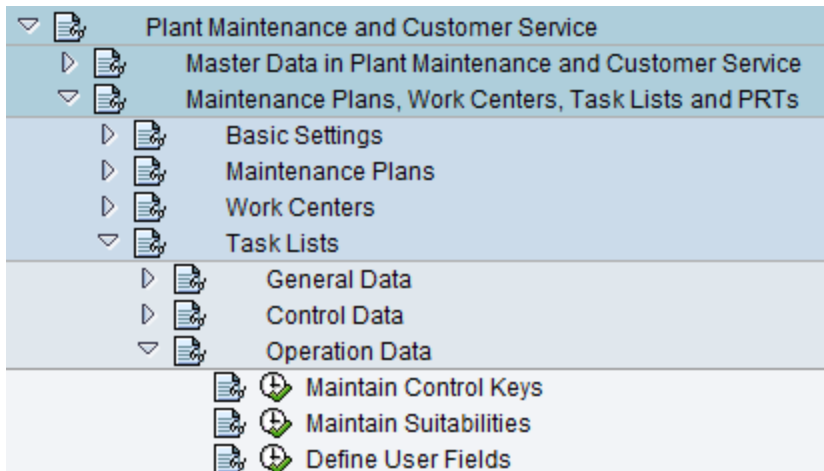 Plant Maintenance and Customer Service
Master Data in Plant Maintenance and Customer Service
Maintenance Plans, Work Centers, Task Lists and PRTs
Basic Settings
Maintenance Plans
Work Centers
Task Lists
General Data
Control Data
Operation Data
Maintain Control Keys
Maintain Suitabilities
Define User Fields